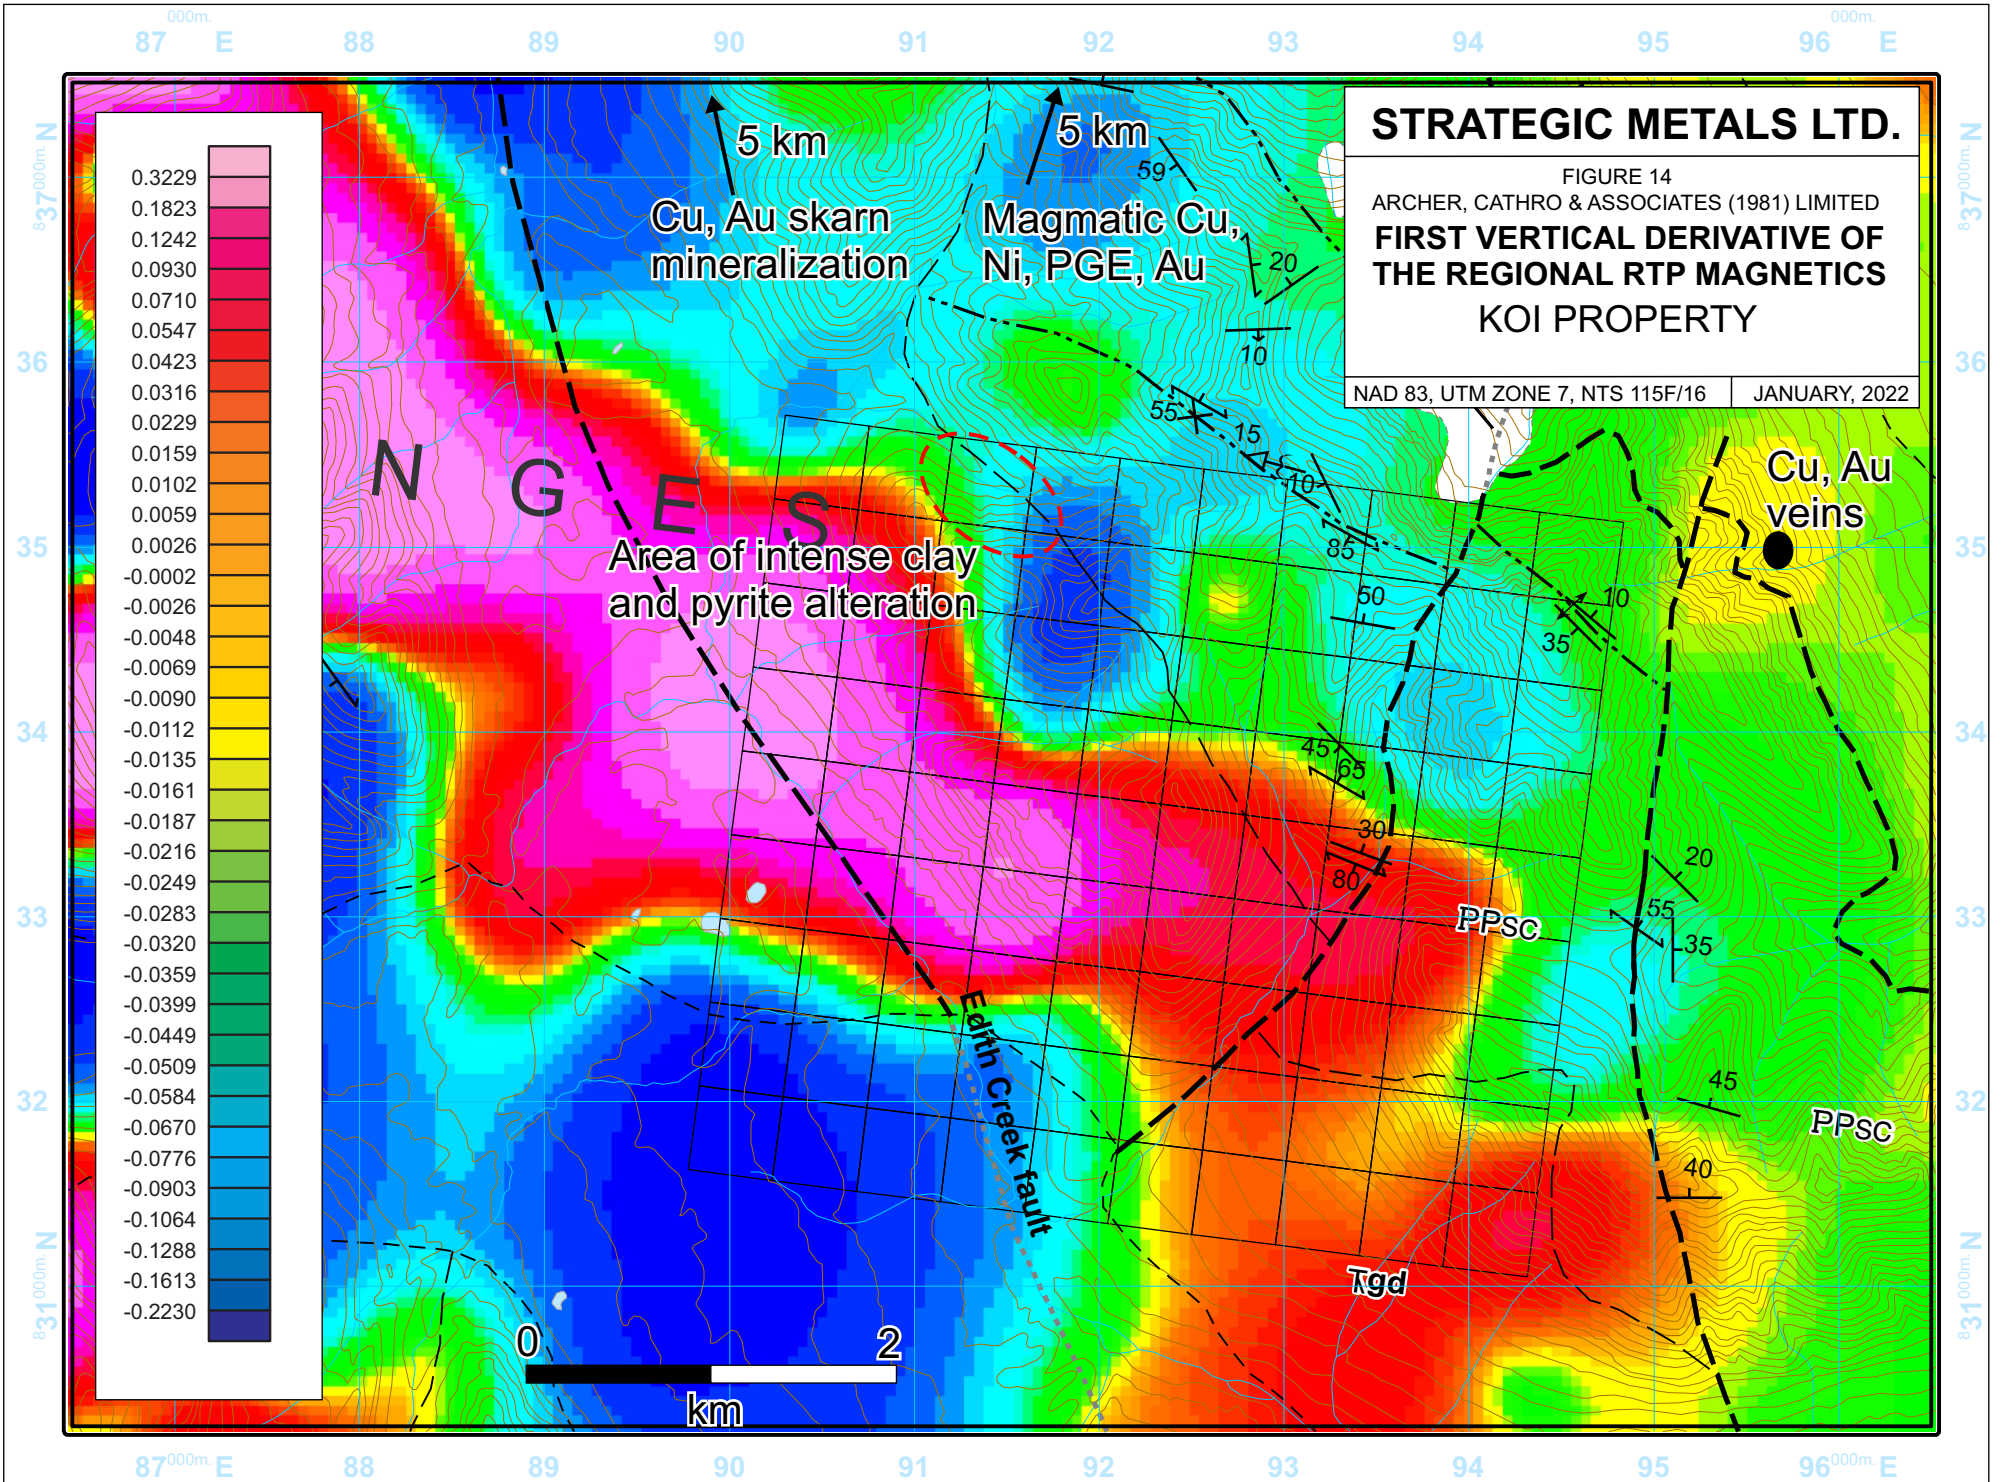 000m.
000m.
87 E 88 89 90 91 92 93 94 95 96 E
STRATEGIC METALS LTD.
FIGURE 14
ARCHER, CATHRO & ASSOCIATES (1981) LIMITED
FIRST VERTICAL DERIVATIVE OF
THE REGIONAL RTP MAGNETICS
KOI PROPERTY
NAD 83, UTM ZONE 7, NTS 115F/16
JANUARY, 2022
0.3229
0.1823
0.1242
0.0930
0.0710
0.0547
0.0423
0.0316
0.0229
0.0159
0.0102
0.0059
0.0026
-0.0002
-0.0026
-0.0048
-0.0069
-0.0090
-0.0112
-0.0135
-0.0161
-0.0187
-0.0216
-0.0249
-0.0283
-0.0320
-0.0359
-0.0399
-0.0449
-0.0509
-0.0584
-0.0670
-0.0776
-0.0903
-0.1064
-0.1288
-0.1613
-0.2230
5 km
Cu, Au skarn
mineralization
5 km
Magmatic Cu,
Ni, PGE, Au
59
20
10
55
15
10
85
50
10
35
Cu, Au
veins
N G E S
Area of intense clay
and pyrite alteration
45
65
30
80
20
55
35
45
40
PPSC
PPSC
Tgd
Edith Creek fault
0 2
km
837000m. N
36
35
34
33
32
831000m. N
837000m. N
36
35
34
33
32
831000m. N
87000m. E 88 89 90 91 92 93 94 95 96000m. E